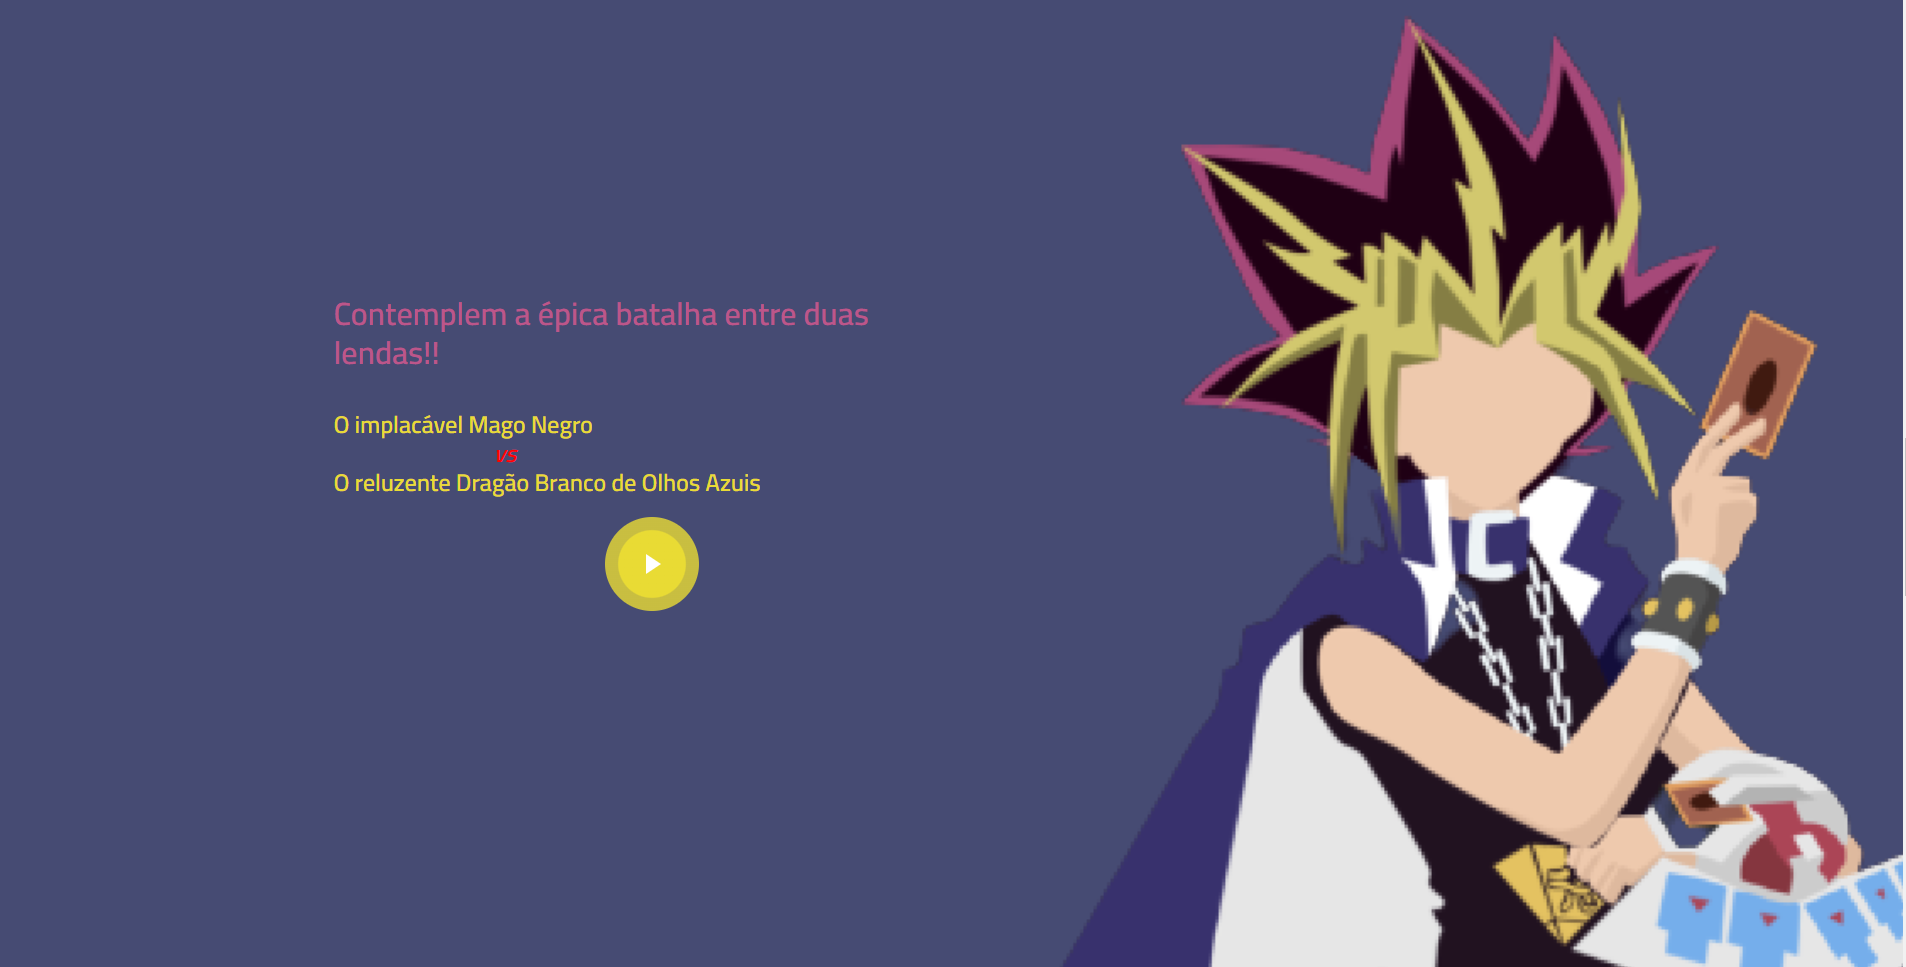 Contemplem a épica batalha entre duas
lendas!!
O implacável Mago Negro
VS
O reluzente Dragão Branco de Olhos Azuis